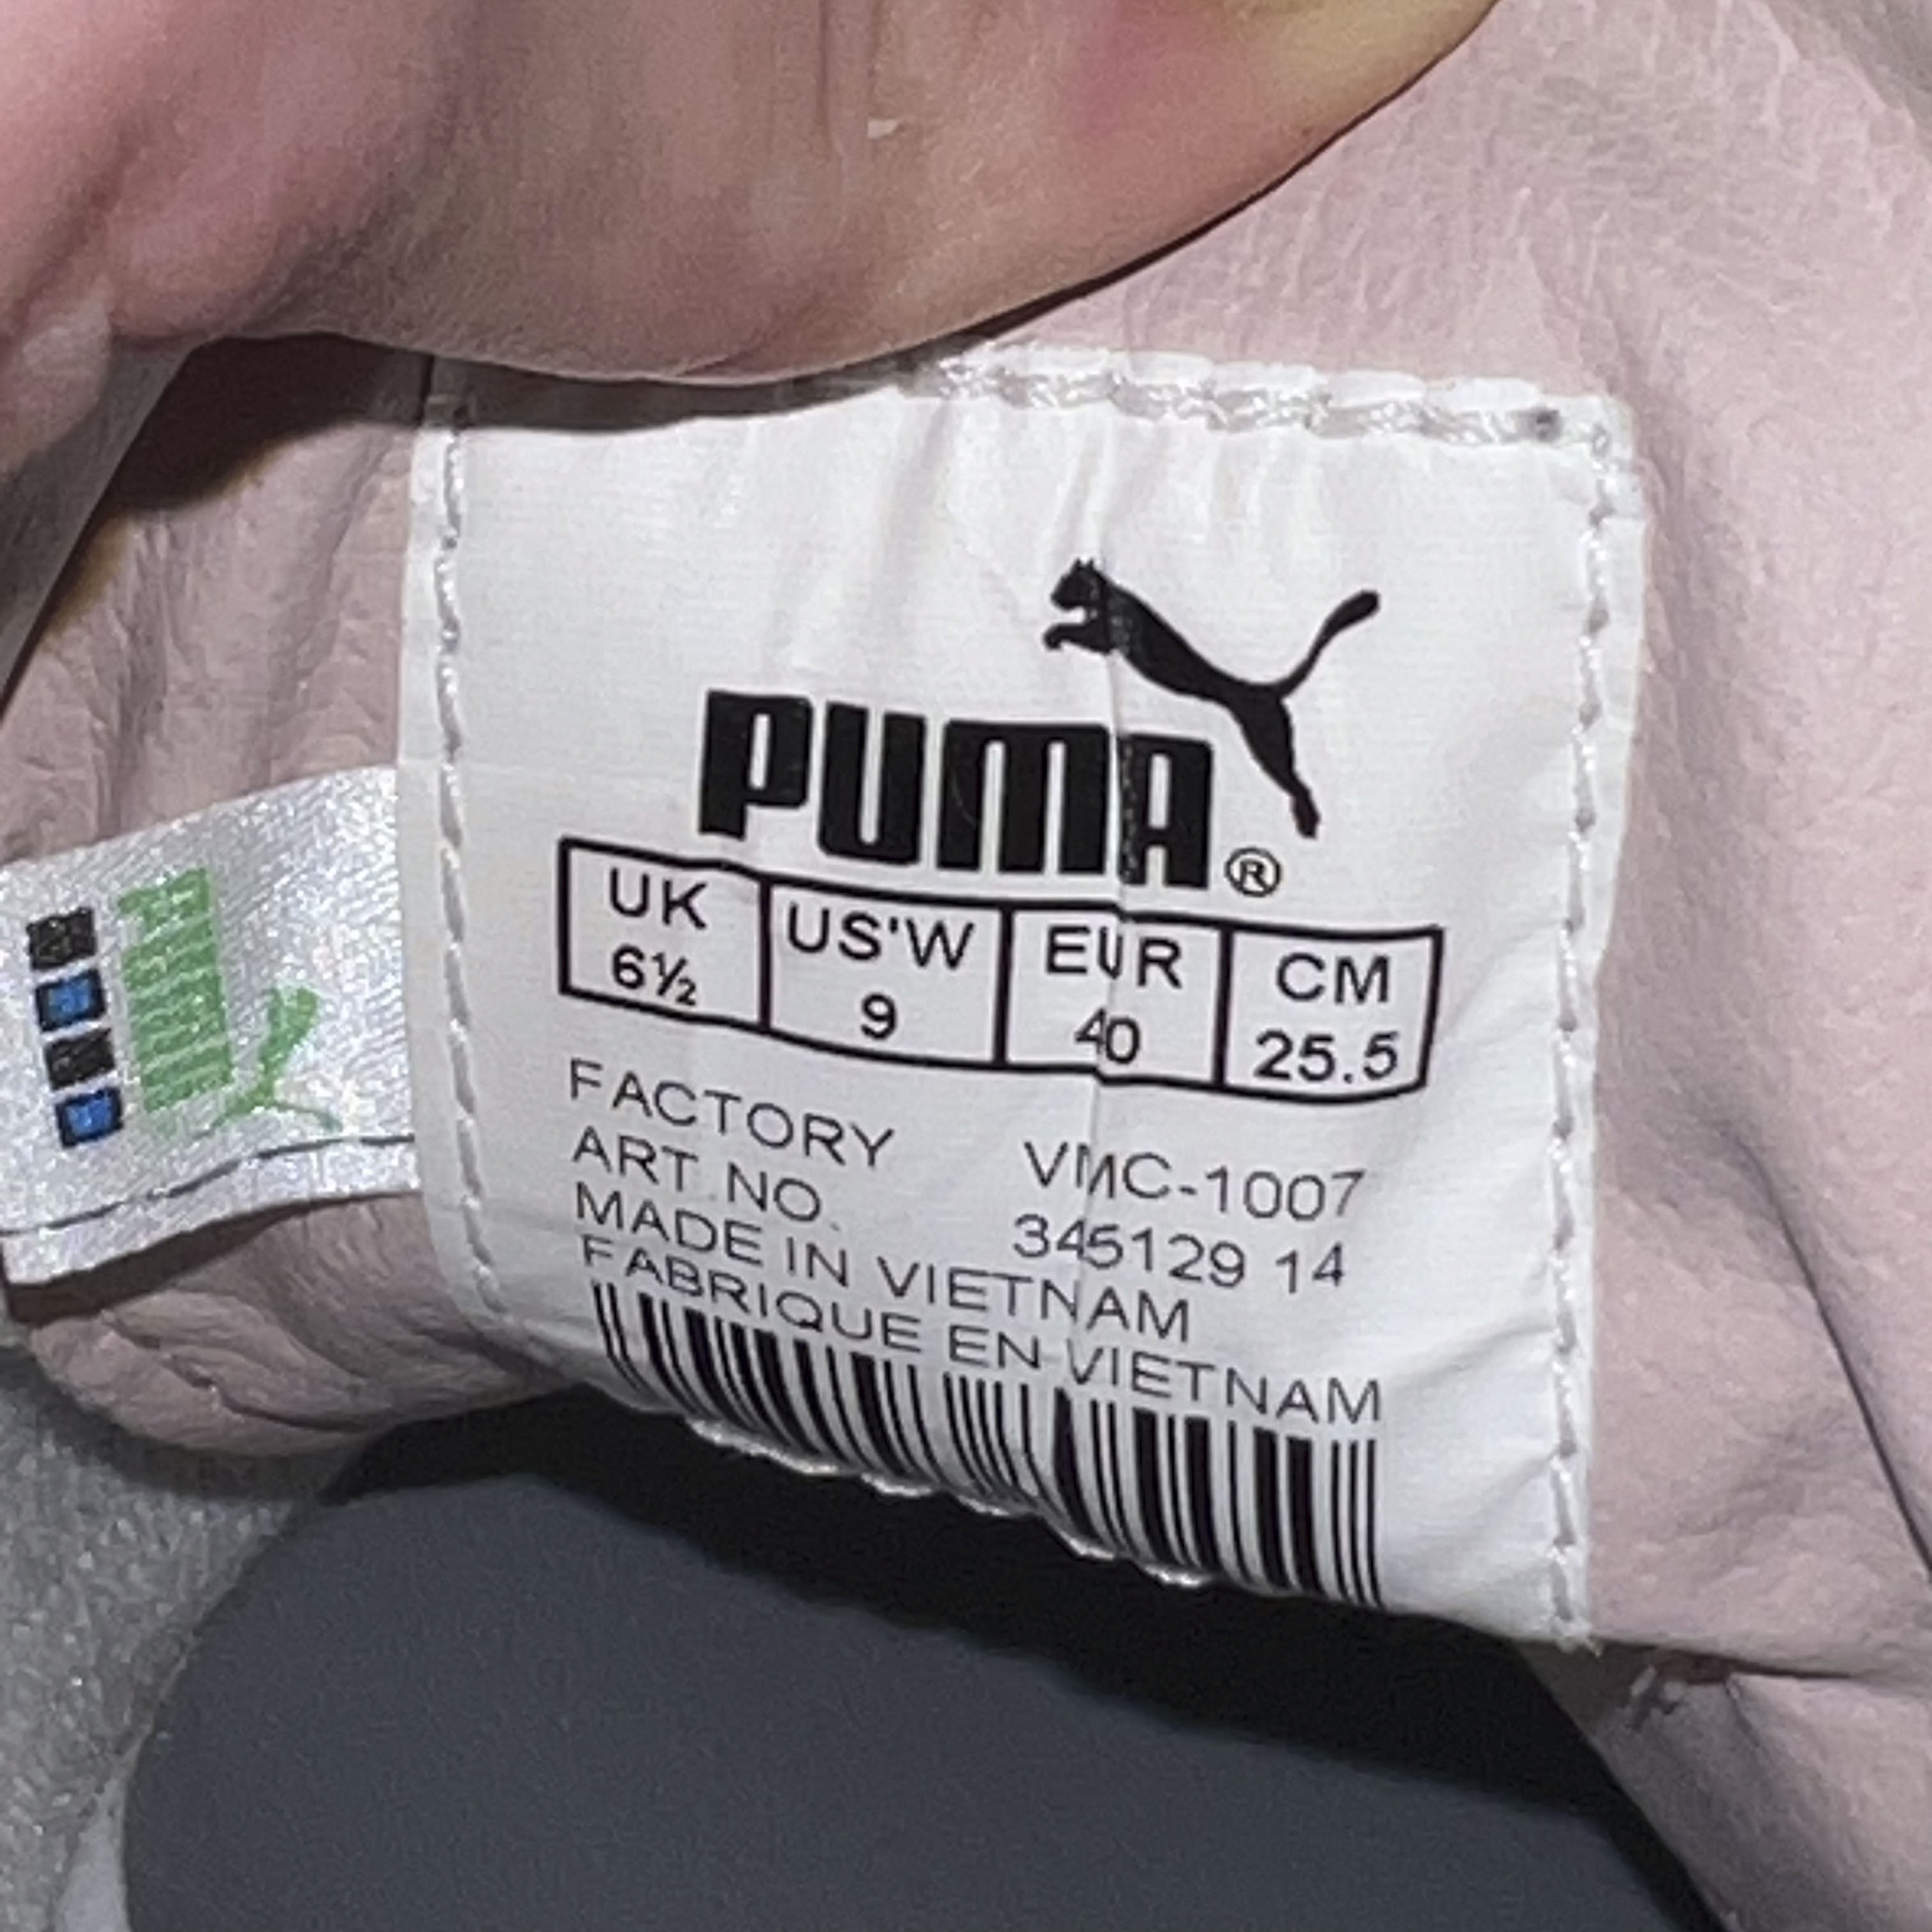 PUMA®
UK US'W EUR CM
6½ 9 40 25.5
FACTORY VMC-1007
ART NO. 345129 14
MADE IN VIETNAM
FABRIQUE EN VIETNAM
PUMA